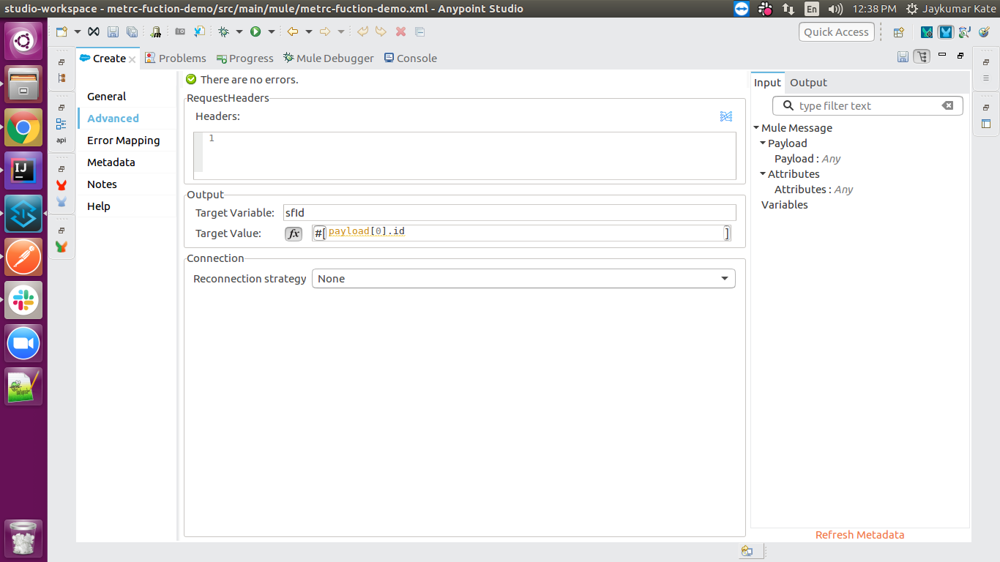 studio-workspace - metrc-fuction-demo/src/main/mule/metrc-fuction-demo.xml - Anypoint Studio
En
12:38 PM
Jaykumar Kate
Quick Access
Create
Problems
Progress
Mule Debugger
Console
There are no errors.
General
Advanced
Error Mapping
Metadata
Notes
Help
RequestHeaders
Headers:
1
Output
Target Variable:
sfId
Target Value:
fx
#[ payload[0].id ]
Connection
Reconnection strategy
None
Input
Output
type filter text
Mule Message
Payload
Payload : Any
Attributes
Attributes : Any
Variables
Refresh Metadata
api
IJ